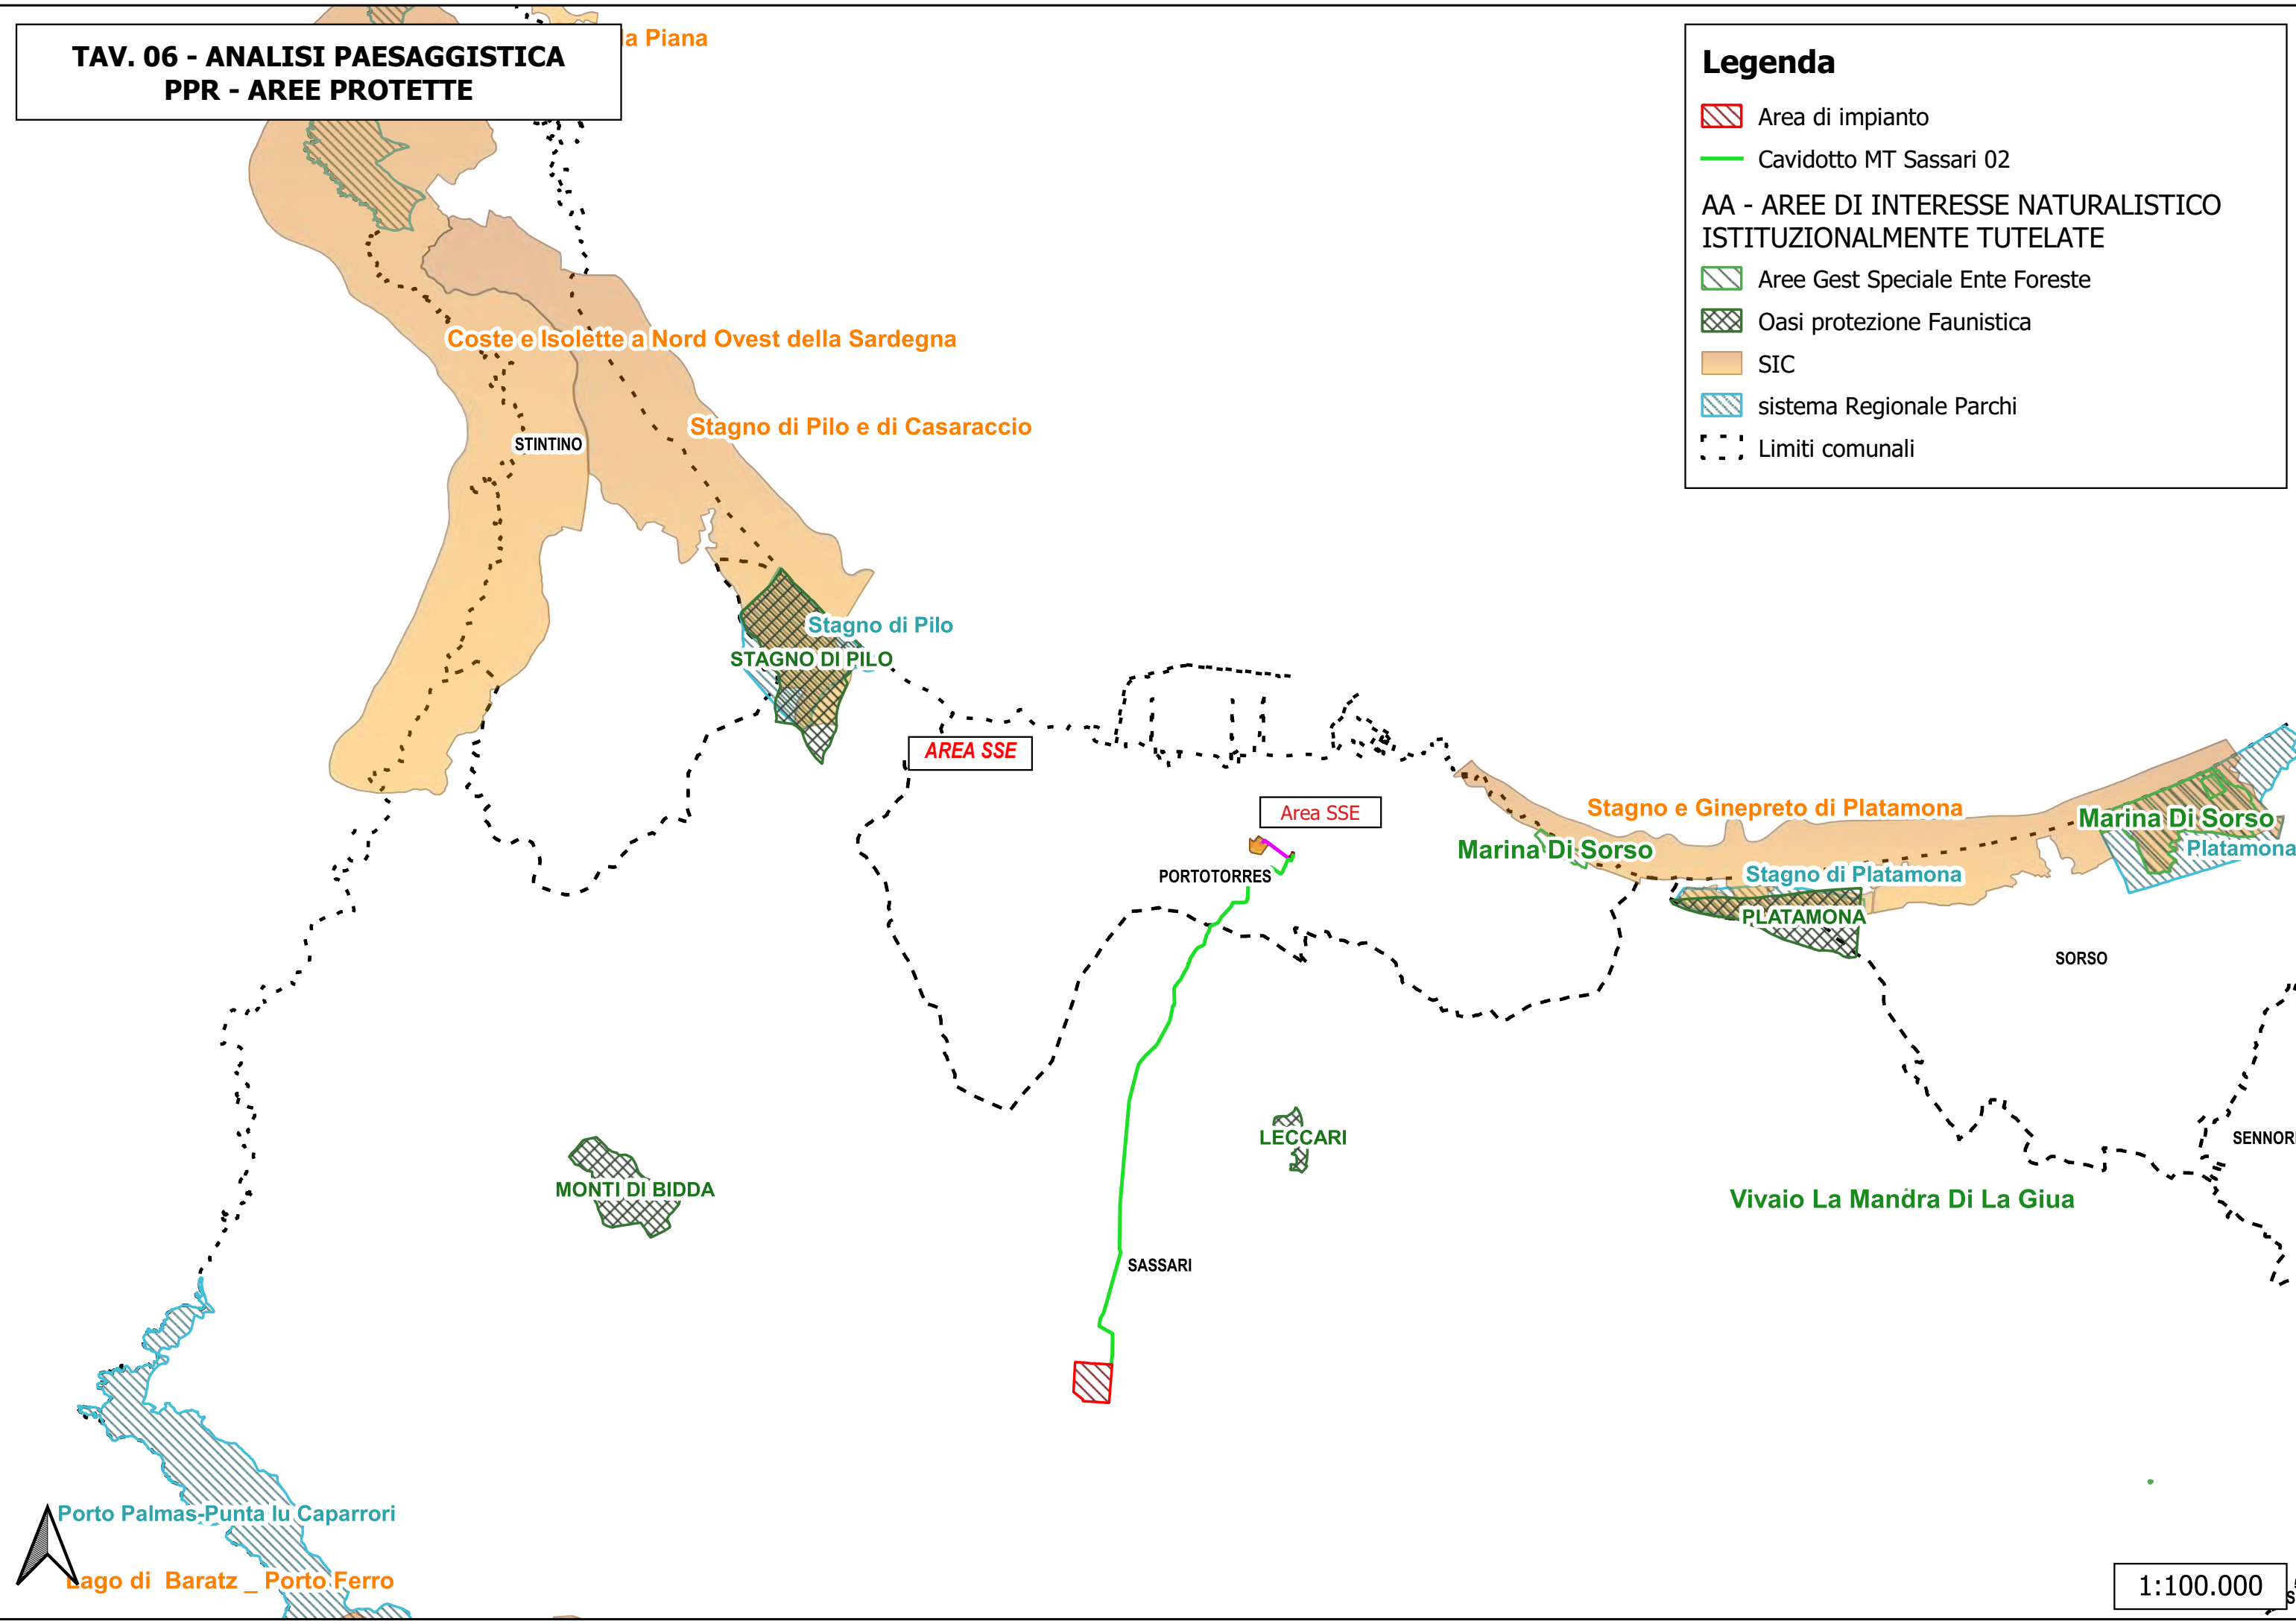 TAV. 06 - ANALISI PAESAGGISTICA
PPR - AREE PROTETTE
la Piana
Legenda
Area di impianto
Cavidotto MT Sassari 02
AA - AREE DI INTERESSE NATURALISTICO
ISTITUZIONALMENTE TUTELATE
Aree Gest Speciale Ente Foreste
Oasi protezione Faunistica
SIC
sistema Regionale Parchi
Limiti comunali
Coste e Isolette a Nord Ovest della Sardegna
Stagno di Pilo e di Casaraccio
STINTINO
Stagno di Pilo
STAGNO DI PILO
AREA SSE
Area SSE
PORTOTORRES
Stagno e Ginepreto di Platamona
Marina Di Sorso
Marina Di Sorso
Platamona
Stagno di Platamona
PLATAMONA
SORSO
LECCARI
SENNORI
MONTI DI BIDDA
Vivaio La Mandra Di La Giua
SASSARI
Porto Palmas-Punta lu Caparrori
Lago di Baratz _ Porto Ferro
1:100.000